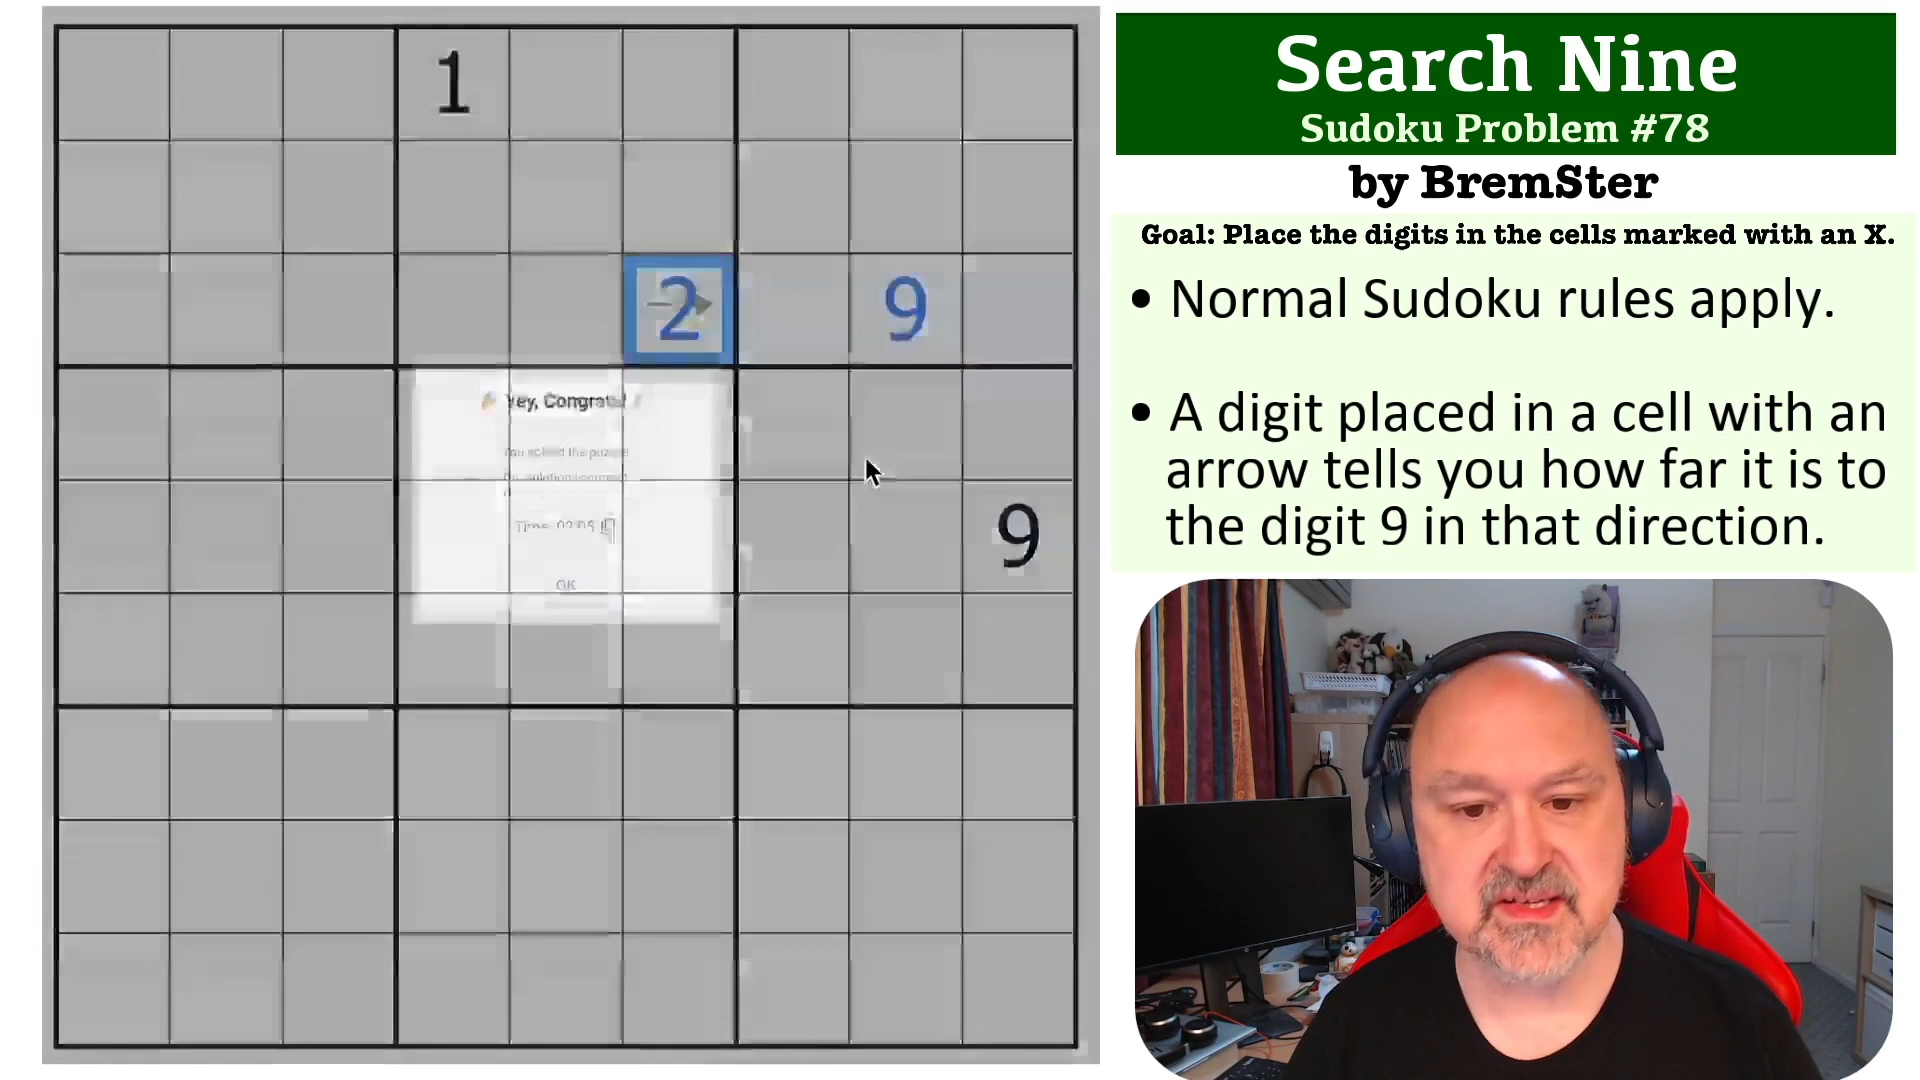 Search Nine
Sudoku Problem #78
by BremSter
Goal: Place the digits in the cells marked with an X.
• Normal Sudoku rules apply.
• A digit placed in a cell with an
arrow tells you how far it is to
the digit 9 in that direction.
1
2 9
9
OK